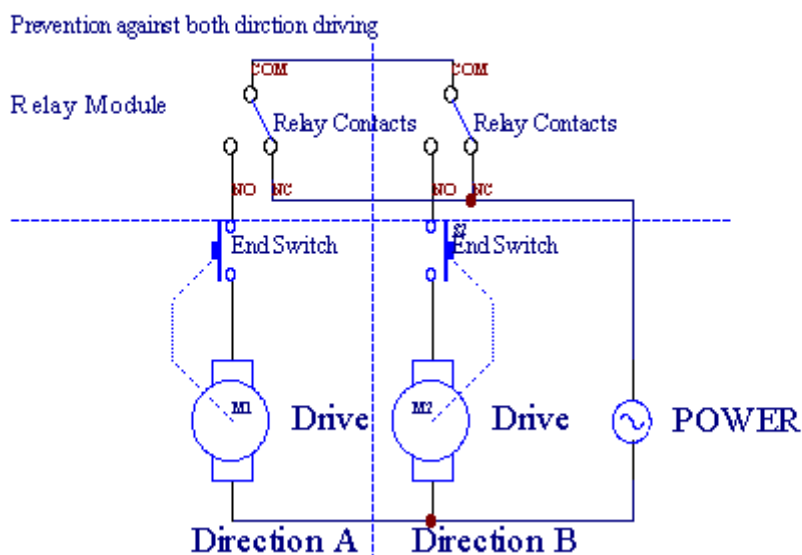 Prevention against both dirction driving
COM COM
Relay Module
Relay Contacts Relay Contacts
NO NC NO NC
End Switch End Switch
M1 Drive M2 Drive POWER
Direction A Direction B